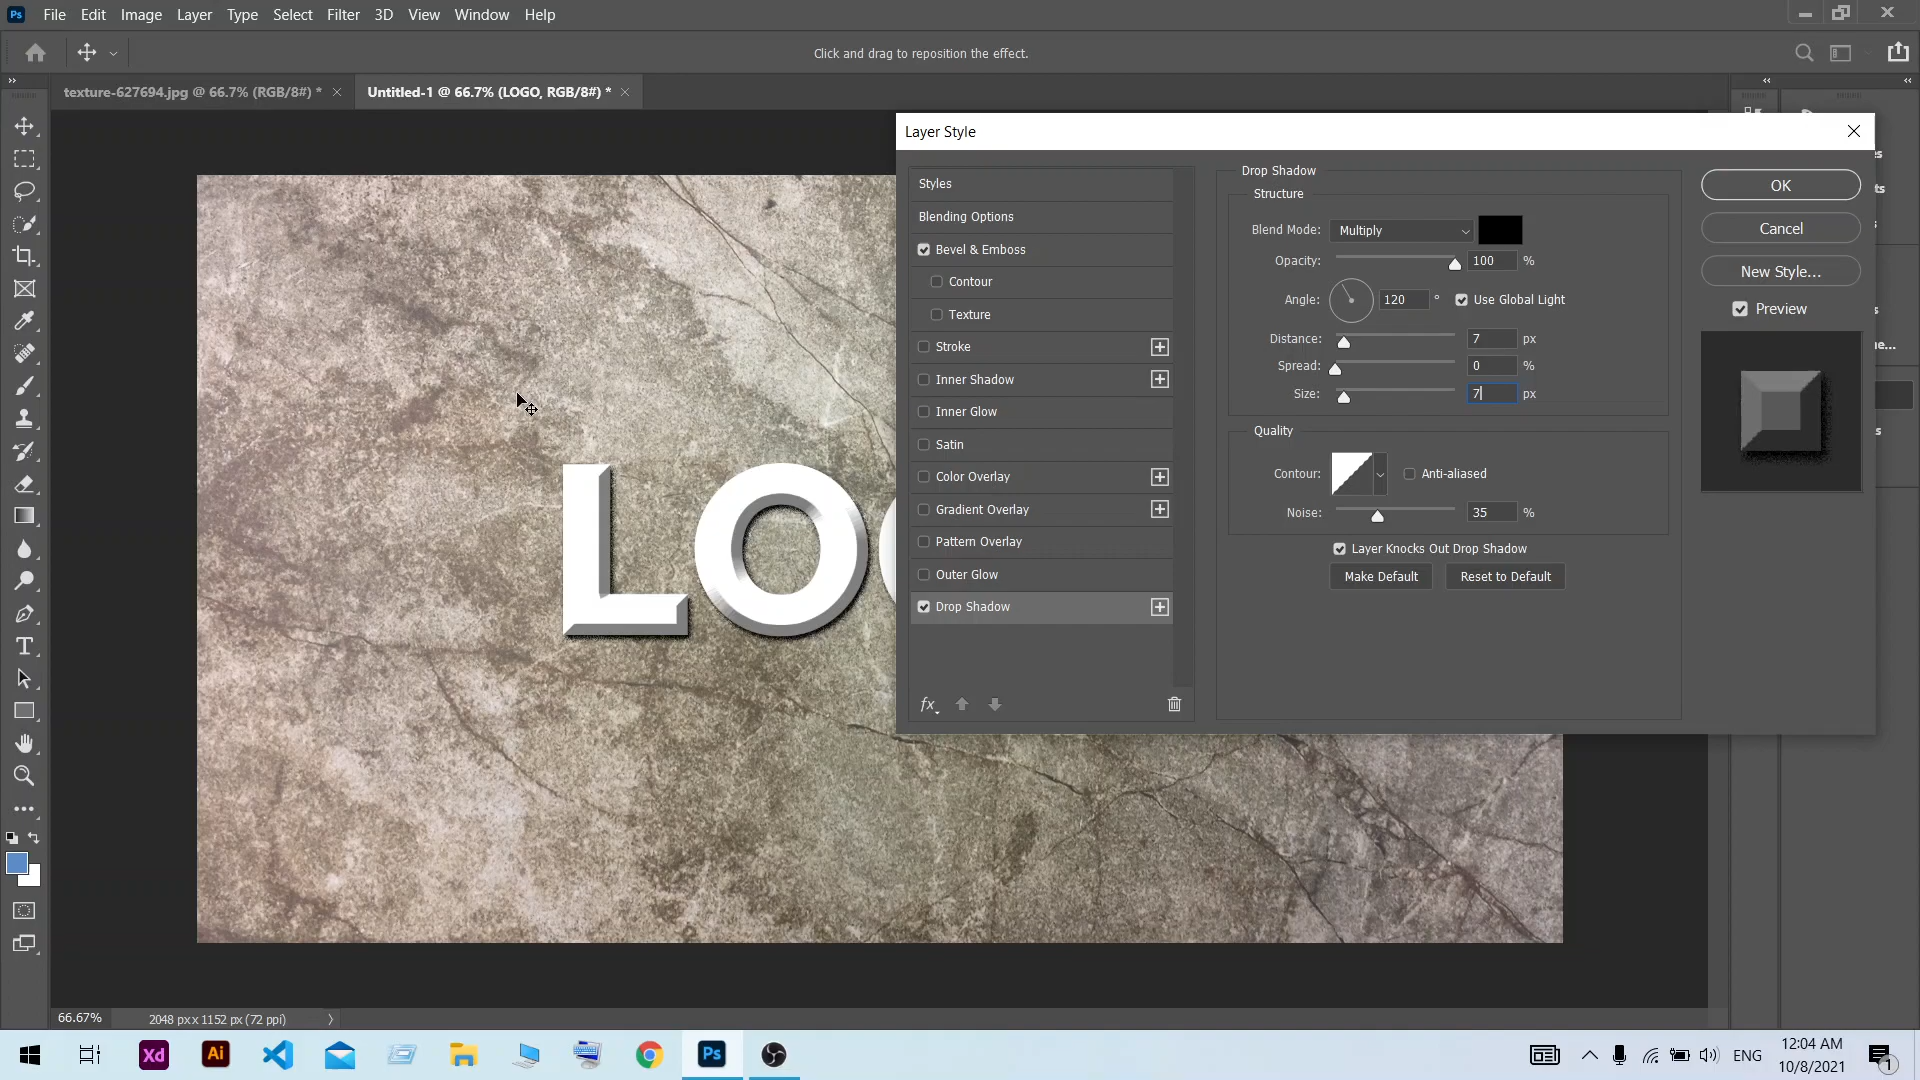 Ps File Edit Image Layer Type Select Filter 3D View Window Help
Click and drag to reposition the effect.
texture-627694.jpg @ 66.7% (RGB/8#) *
Untitled-1 @ 66.7% (LOGO, RGB/8#) *
Layer Style
Styles
Blending Options
Bevel & Emboss
Contour
Texture
Stroke
Inner Shadow
Inner Glow
Satin
Color Overlay
Gradient Overlay
Pattern Overlay
Outer Glow
Drop Shadow
fx
Drop Shadow
Structure
Blend Mode: Multiply
Opacity: 100 %
Angle: 120 ° Use Global Light
Distance: 7 px
Spread: 0 %
Size: 7 px
Quality
Contour: Anti-aliased
Noise: 35 %
Layer Knocks Out Drop Shadow
Make Default Reset to Default
OK
Cancel
New Style...
Preview
LO
66.67% 2048 px x 1152 px (72 ppi)
Xd Ai Ps
ENG
12:04 AM
10/8/2021
1